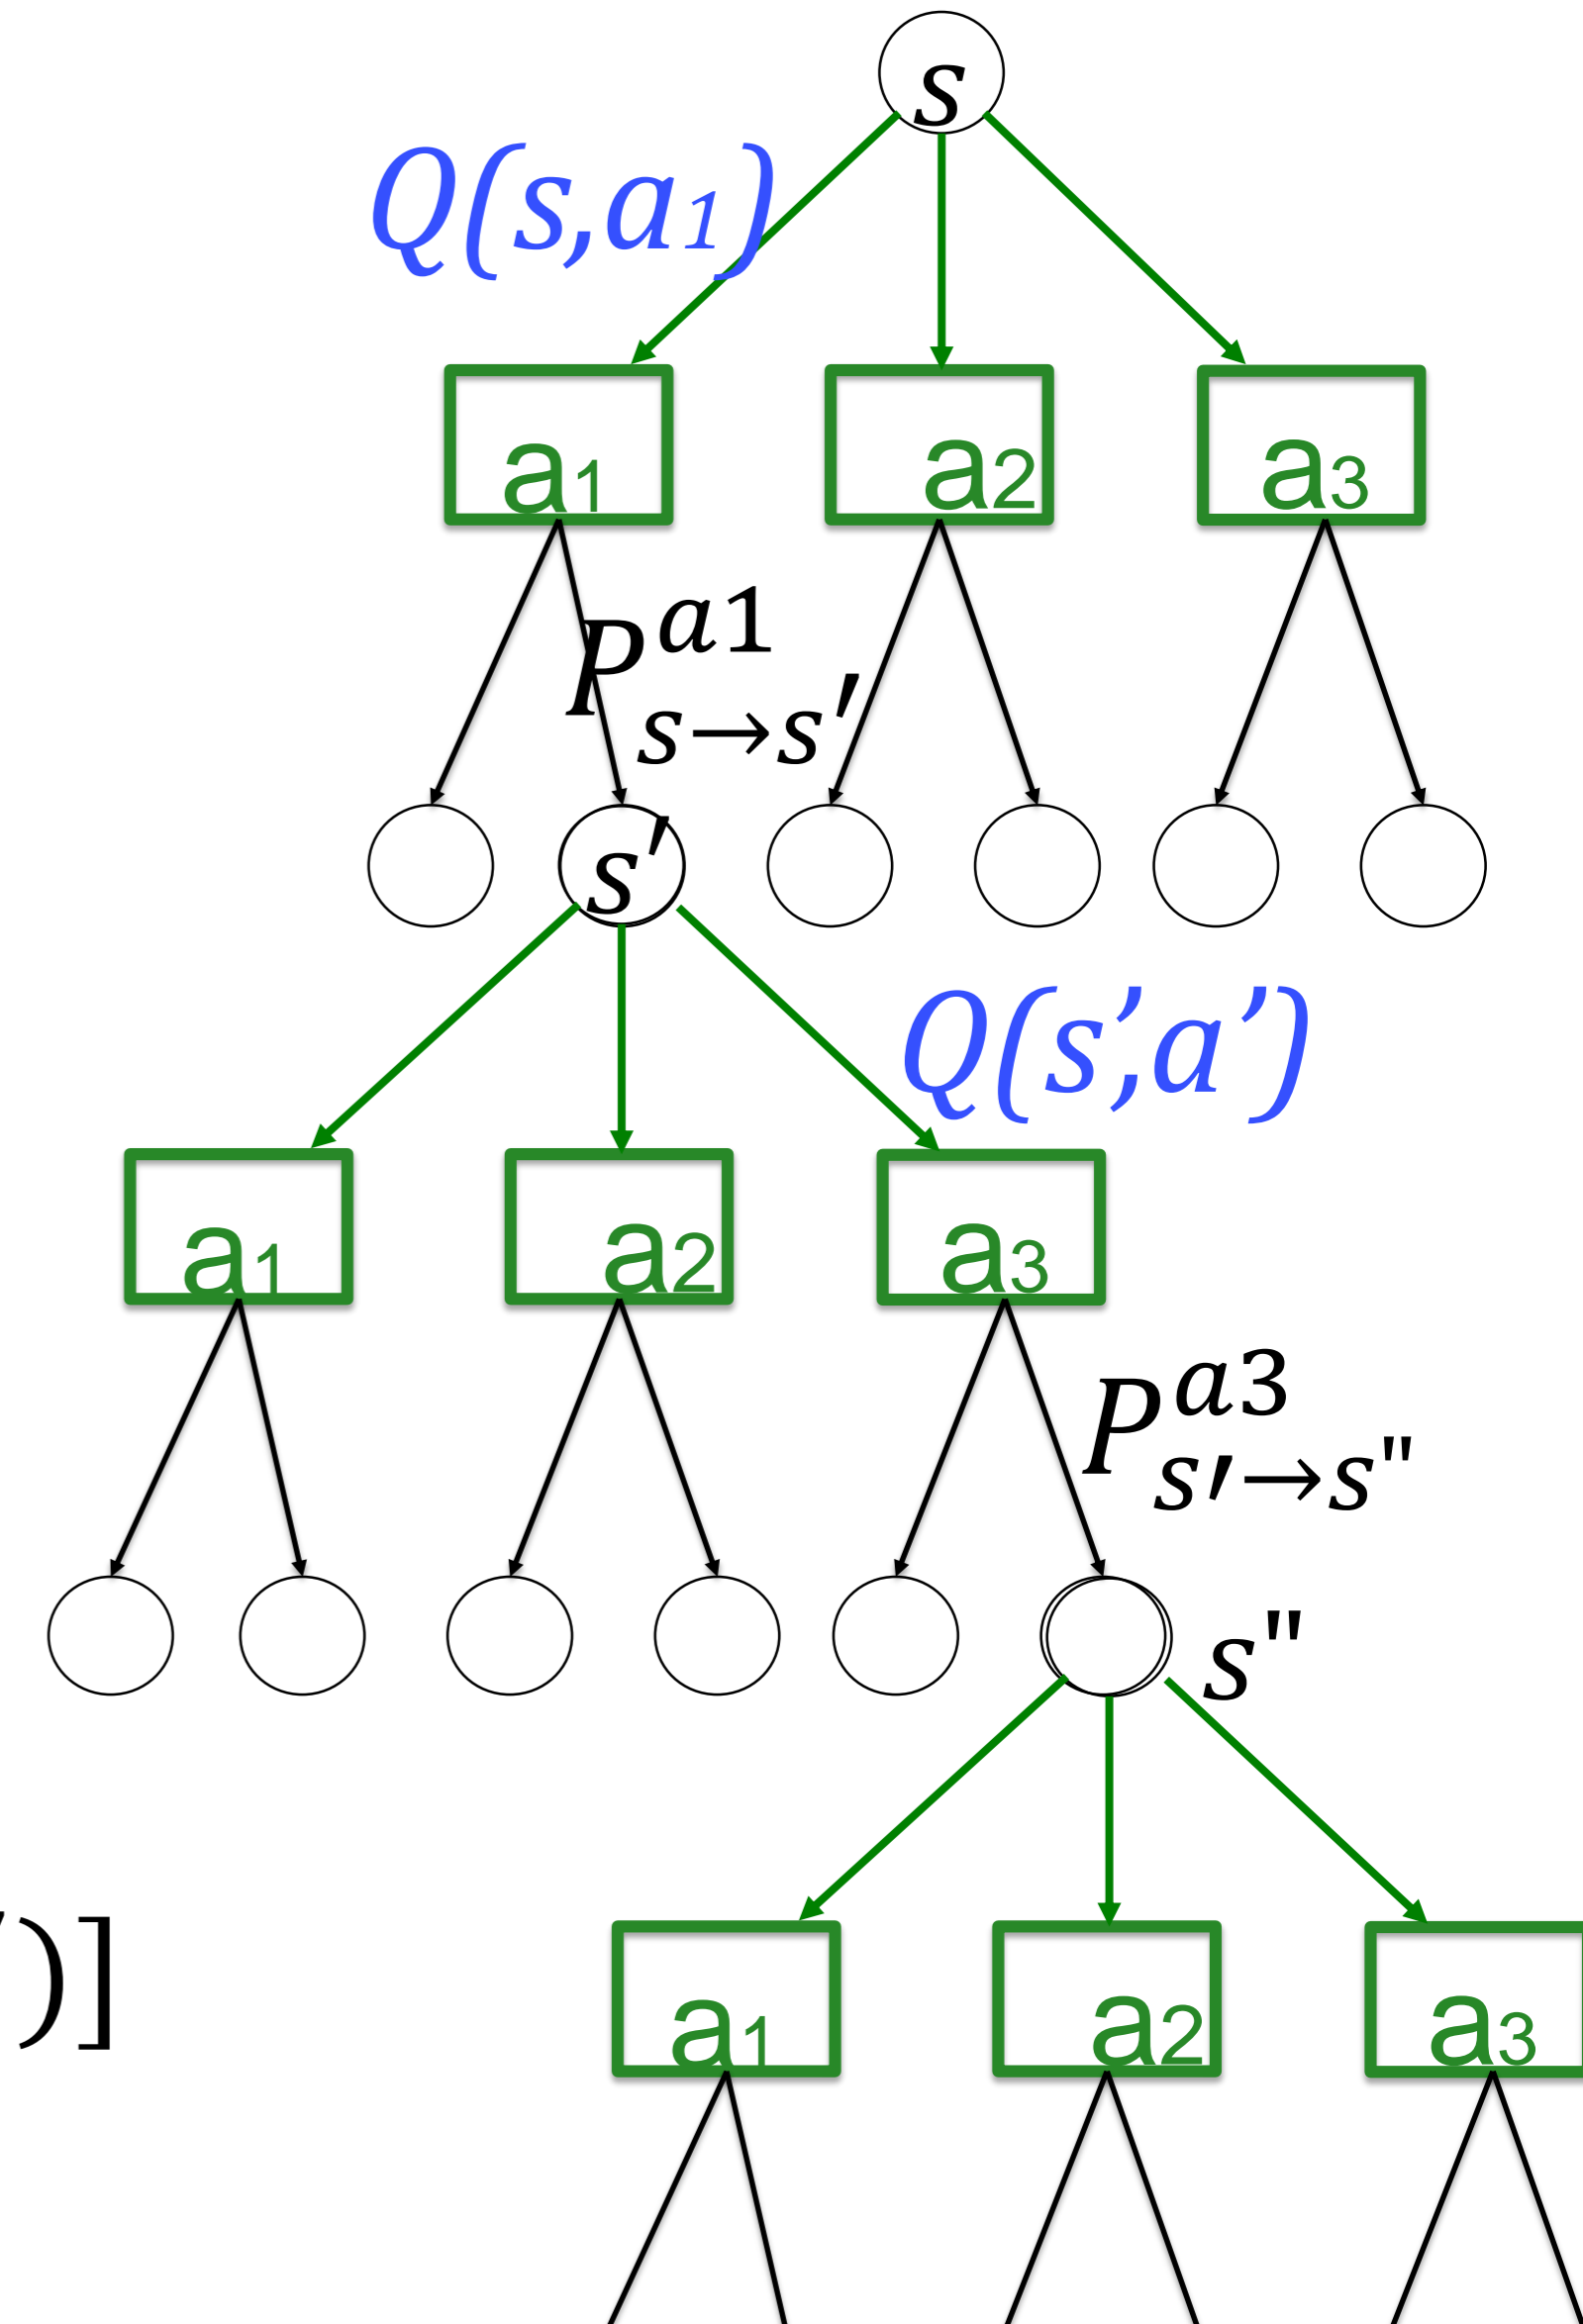 s
Q(s,a₁)
a₁ a₂ a₃
P^{a1}_{s→s′}
s′
Q(s’,a’)
a₁ a₂ a₃
P^{a3}_{s′→s"}
s"
)]
a₁ a₂ a₃